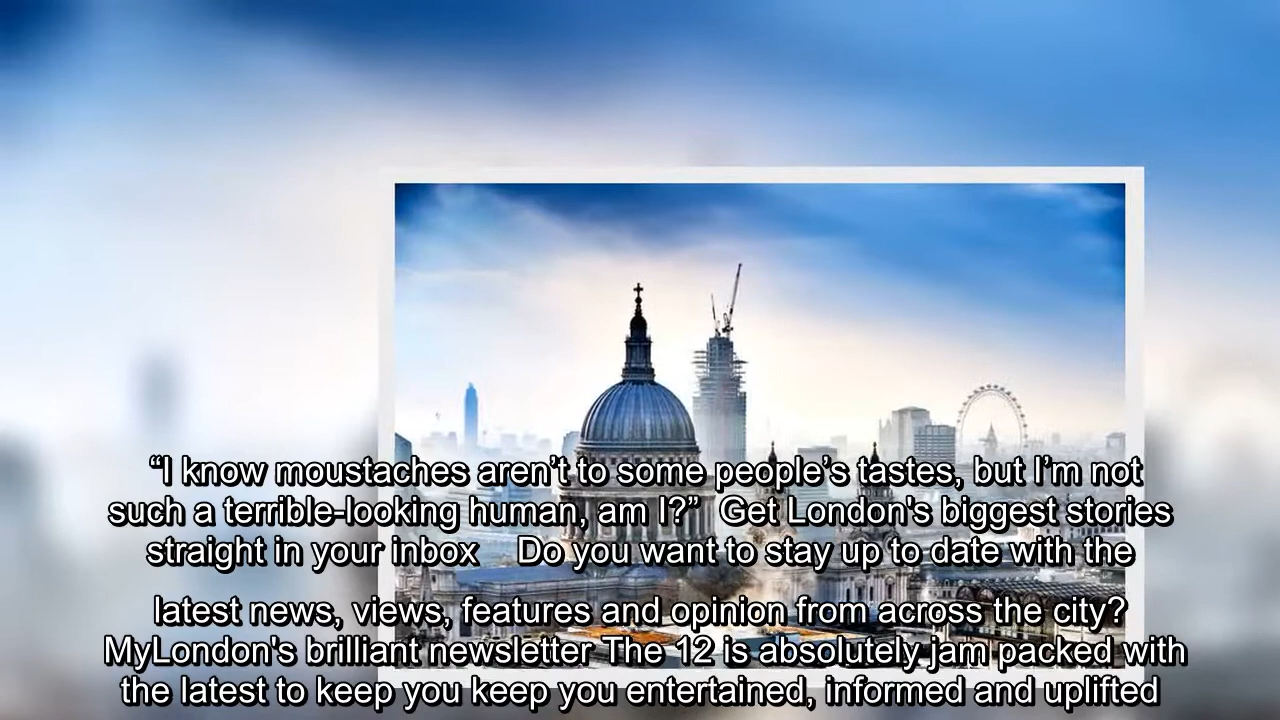 “I know moustaches aren’t to some people’s tastes, but I’m not
such a terrible-looking human, am I?” Get London's biggest stories
straight in your inbox Do you want to stay up to date with the
latest news, views, features and opinion from across the city?
MyLondon's brilliant newsletter The 12 is absolutely jam packed with
the latest to keep you keep you entertained, informed and uplifted